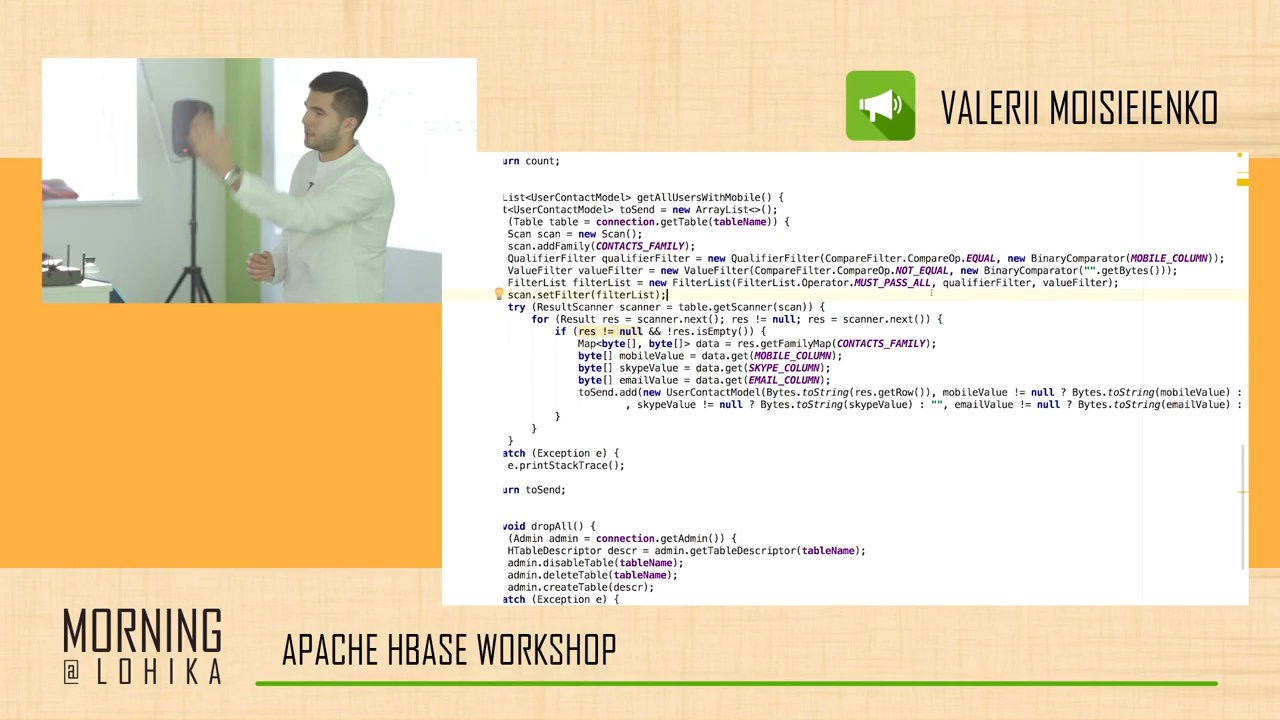 VALERII MOISIEIENKO
urn count;
List<UserContactModel> getAllUsersWithMobile() {
t<UserContactModel> toSend = new ArrayList<>();
(Table table = connection.getTable(tableName)) {
Scan scan = new Scan();
scan.addFamily(CONTACTS_FAMILY);
QualifierFilter qualifierFilter = new QualifierFilter(CompareFilter.CompareOp.EQUAL, new BinaryComparator(MOBILE_COLUMN));
ValueFilter valueFilter = new ValueFilter(CompareFilter.CompareOp.NOT_EQUAL, new BinaryComparator("".getBytes()));
FilterList filterList = new FilterList(FilterList.Operator.MUST_PASS_ALL, qualifierFilter, valueFilter);
scan.setFilter(filterList);
try (ResultScanner scanner = table.getScanner(scan)) {
for (Result res = scanner.next(); res != null; res = scanner.next()) {
if (res != null && !res.isEmpty()) {
Map<byte[], byte[]> data = res.getFamilyMap(CONTACTS_FAMILY);
byte[] mobileValue = data.get(MOBILE_COLUMN);
byte[] skypeValue = data.get(SKYPE_COLUMN);
byte[] emailValue = data.get(EMAIL_COLUMN);
toSend.add(new UserContactModel(Bytes.toString(res.getRow()), mobileValue != null ? Bytes.toString(mobileValue) :
, skypeValue != null ? Bytes.toString(skypeValue) : "", emailValue != null ? Bytes.toString(emailValue) :
}
}
}
atch (Exception e) {
e.printStackTrace();
urn toSend;
void dropAll() {
(Admin admin = connection.getAdmin()) {
HTableDescriptor descr = admin.getTableDescriptor(tableName);
admin.disableTable(tableName);
admin.deleteTable(tableName);
admin.createTable(descr);
atch (Exception e) {
MORNING
@ LOHIKA
APACHE HBASE WORKSHOP